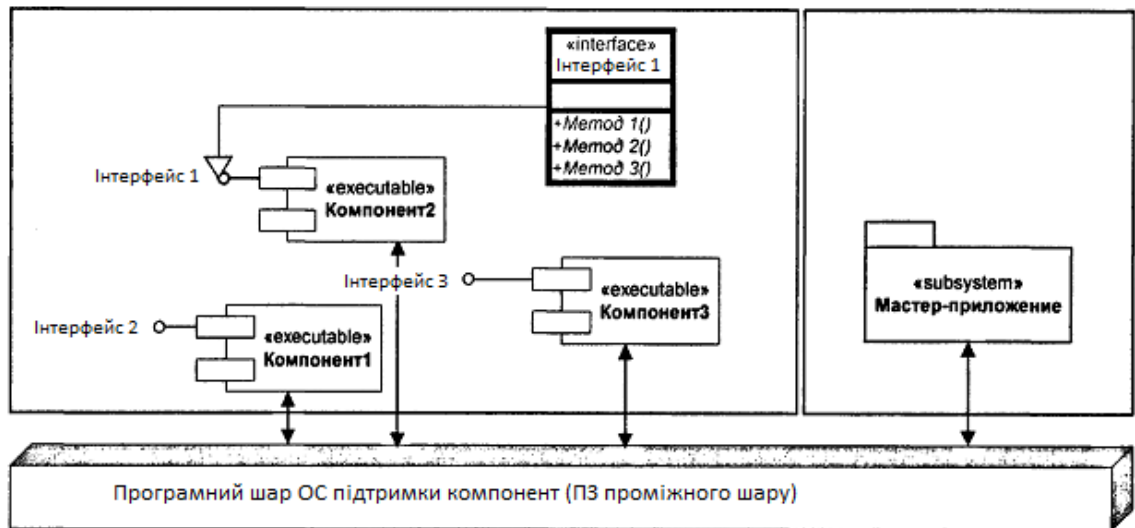 «interface»
Інтерфейс 1
+Метод 1()
+Метод 2()
+Метод 3()
Інтерфейс 1
«executable»
Компонент2
Інтерфейс 3
«executable»
Компонент3
«subsystem»
Мастер-приложение
Інтерфейс 2
«executable»
Компонент1
Програмний шар ОС підтримки компонент (ПЗ проміжного шару)